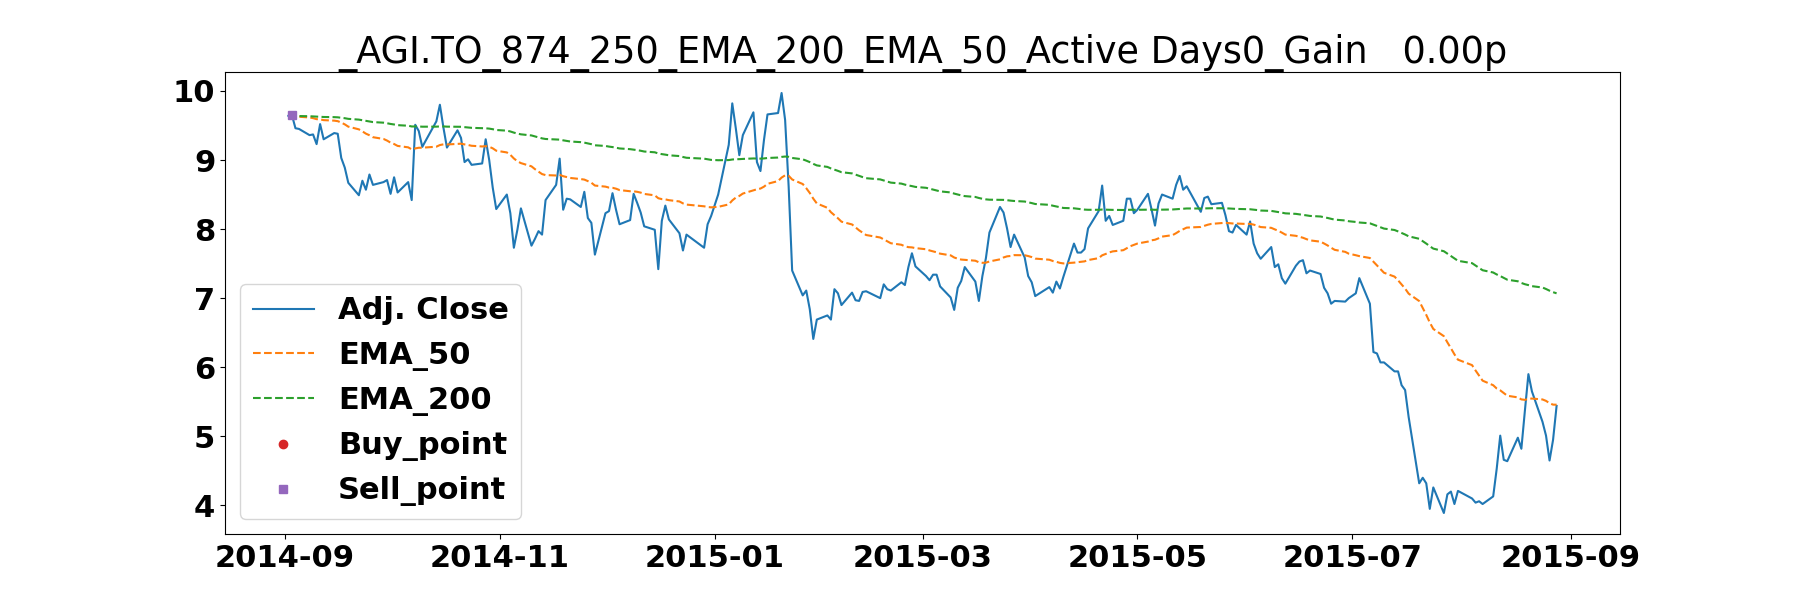 _AGI.TO_874_250_EMA_200_EMA_50_Active Days0_Gain   0.00p
10
9
8
7
6
5
4
Adj. Close
EMA_50
EMA_200
Buy_point
Sell_point
2014-09 2014-11 2015-01 2015-03 2015-05 2015-07 2015-09